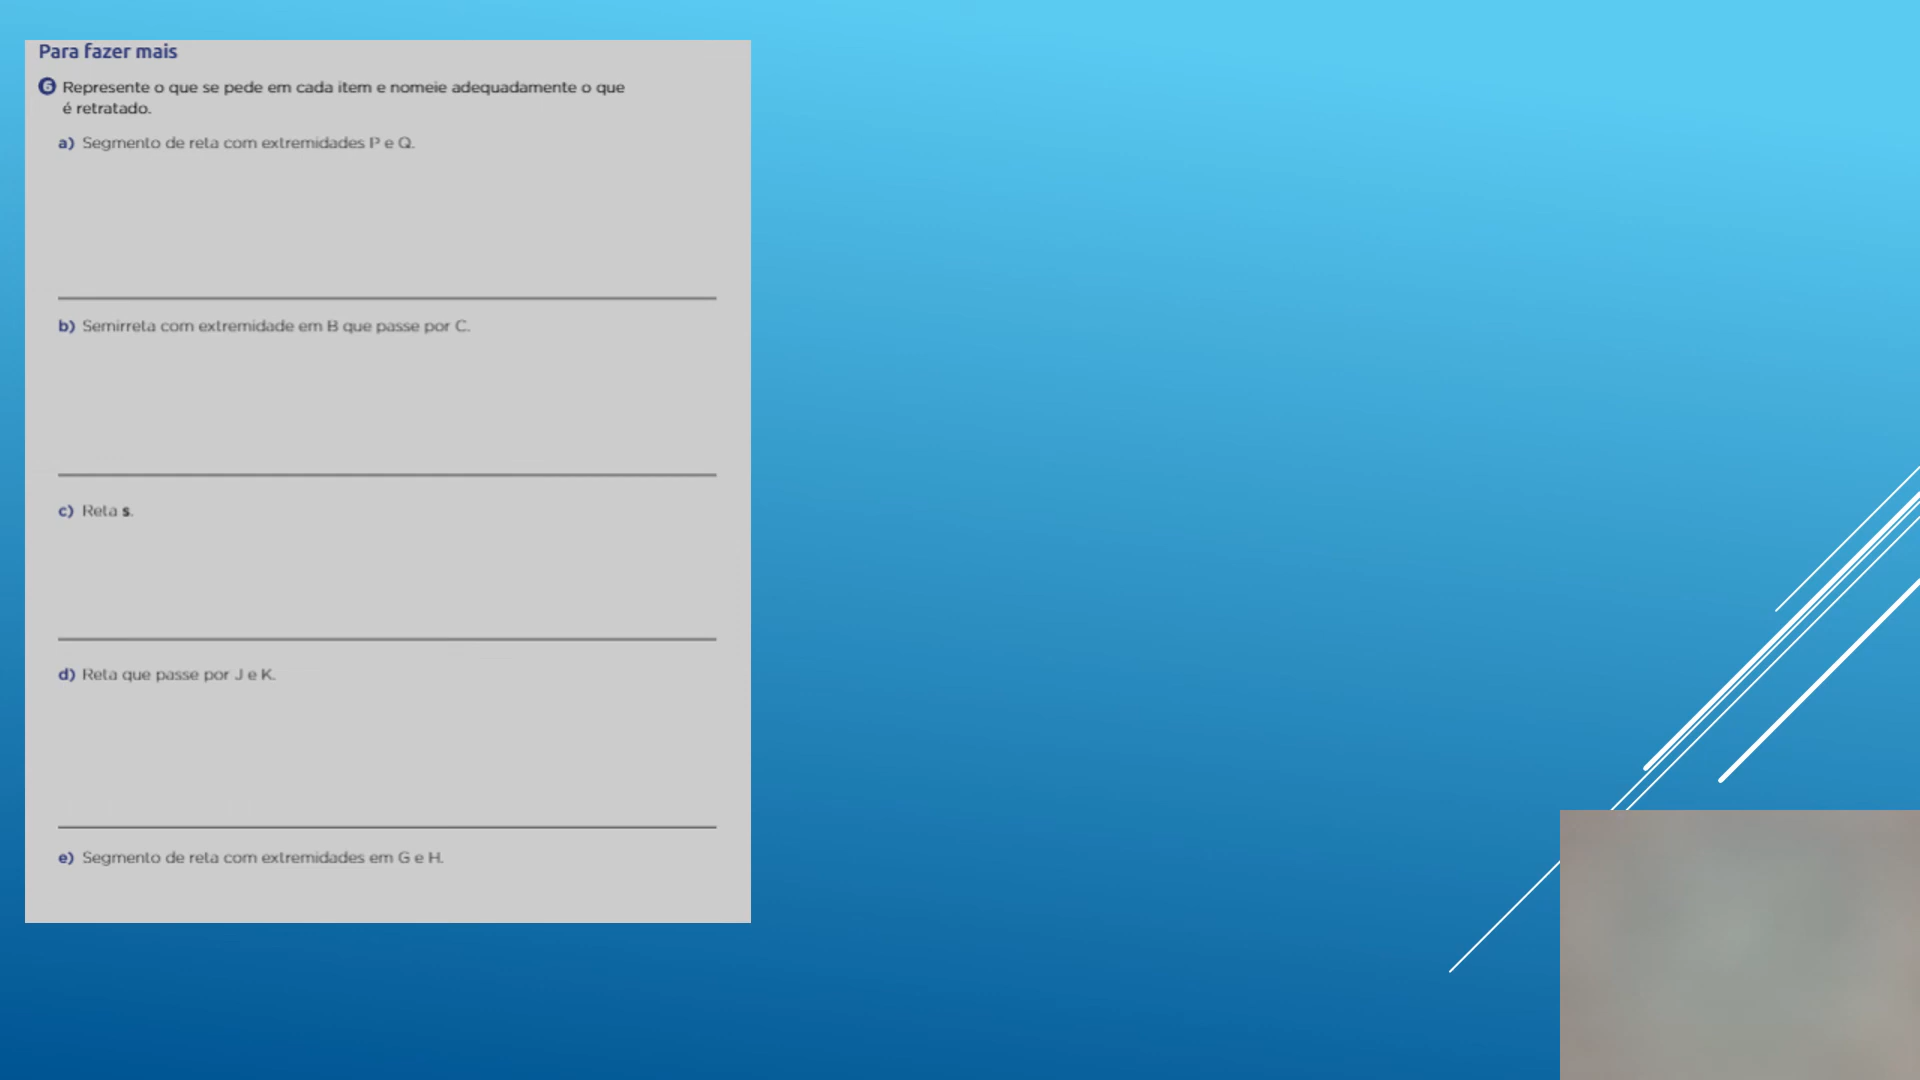 Para fazer mais
6 Represente o que se pede em cada item e nomeie adequadamente o que
é retratado.
a) Segmento de reta com extremidades P e Q.
b) Semirreta com extremidade em B que passe por C.
c) Reta s.
d) Reta que passe por J e K.
e) Segmento de reta com extremidades em G e H.